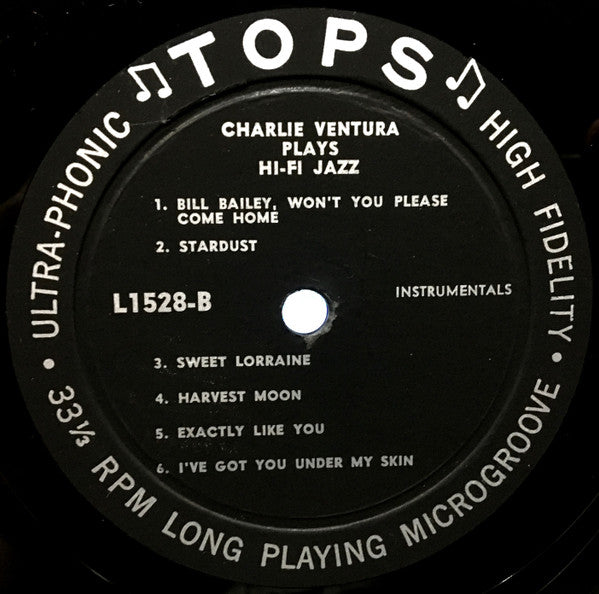 TOPS
ULTRA-PHONIC
HIGH FIDELITY
CHARLIE VENTURA
PLAYS
HI-FI JAZZ
1. BILL BAILEY, WON'T YOU PLEASE
COME HOME
2. STARDUST
L1528-B
INSTRUMENTALS
3. SWEET LORRAINE
4. HARVEST MOON
5. EXACTLY LIKE YOU
6. I'VE GOT YOU UNDER MY SKIN
• 33⅓ RPM LONG PLAYING MICROGROOVE •